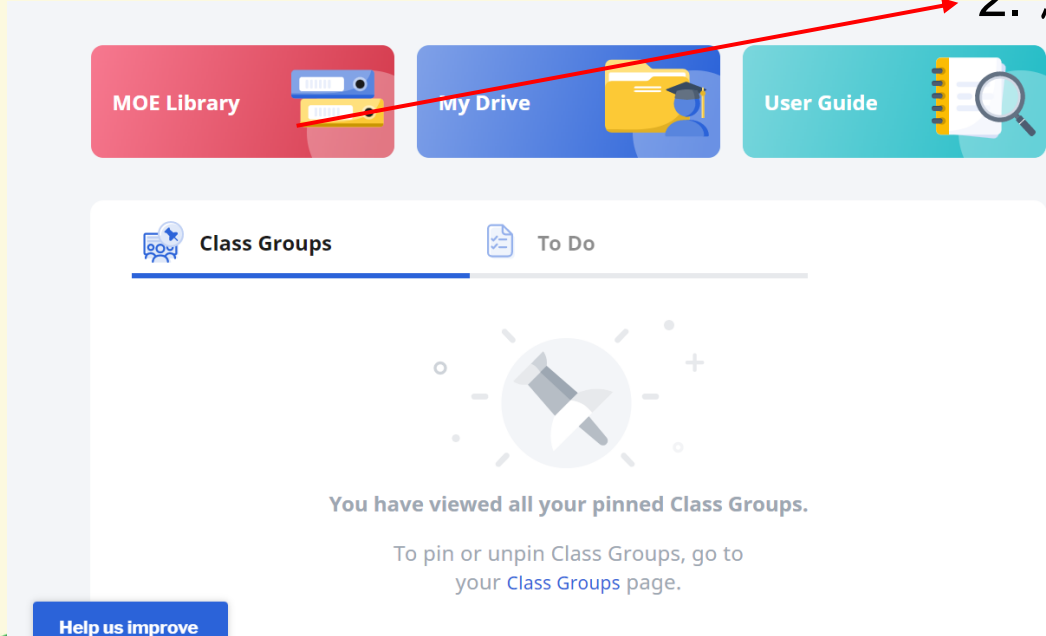 2.
MOE Library
My Drive
User Guide
Class Groups
To Do
You have viewed all your pinned Class Groups.
To pin or unpin Class Groups, go to
your Class Groups page.
Help us improve